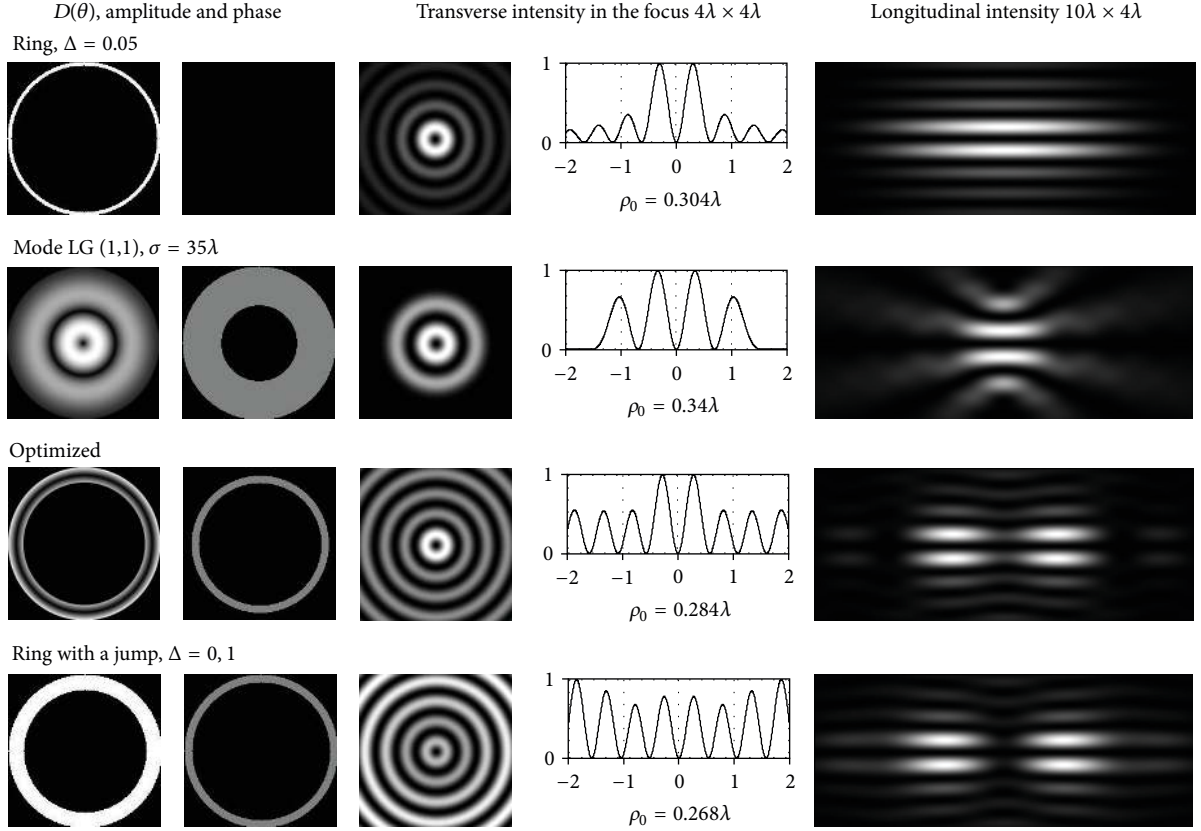 D(θ), amplitude and phase
Transverse intensity in the focus 4λ × 4λ
Longitudinal intensity 10λ × 4λ
Ring, Δ = 0.05
1
0
−2 −1 0 1 2
ρ0 = 0.304λ
Mode LG (1,1), σ = 35λ
1
0
−2 −1 0 1 2
ρ0 = 0.34λ
Optimized
1
0
−2 −1 0 1 2
ρ0 = 0.284λ
Ring with a jump, Δ = 0, 1
1
0
−2 −1 0 1 2
ρ0 = 0.268λ